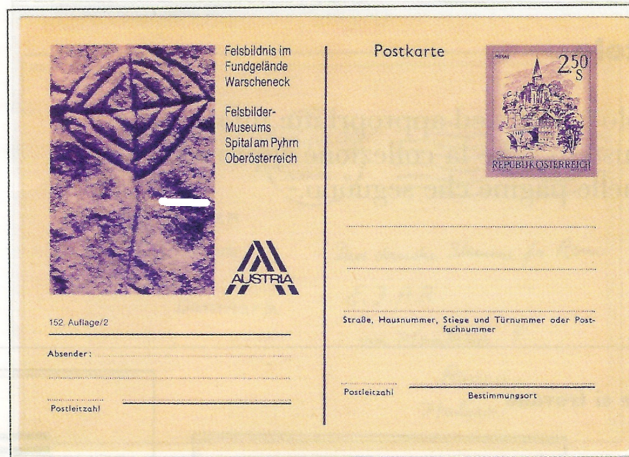 Felsbildnis im
Fundgelände
Warscheneck
Felsbilder-
Museums
Spital am Pyhrn
Oberösterreich
AUSTRIA
152. Auflage/2
Absender:
Postleitzahl
Postkarte
2.50
S
REPUBLIK ÖSTERREICH
Straße, Hausnummer, Stiege und Türnummer oder Post-
fachnummer
Postleitzahl
Bestimmungsort